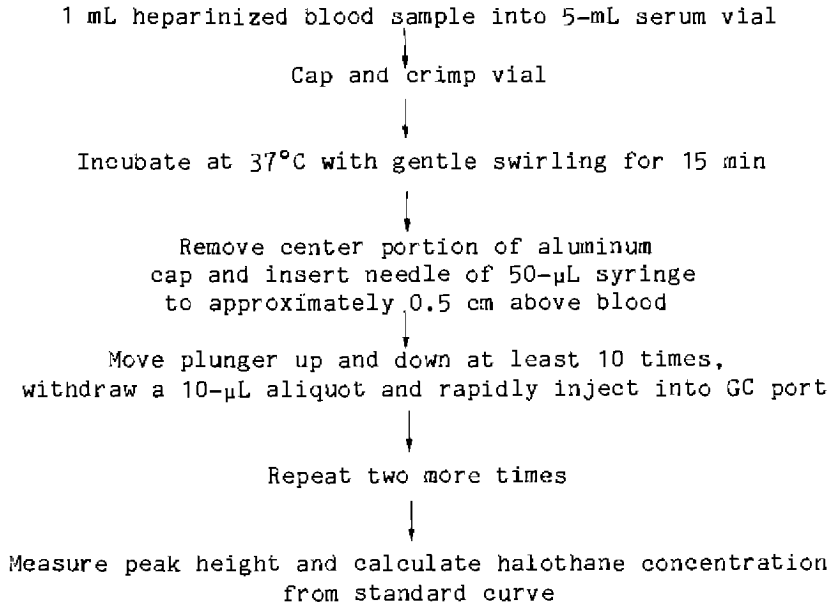 1 mL heparinized blood sample into 5-mL serum vial
Cap and crimp vial
Incubate at 37°C with gentle swirling for 15 min
Remove center portion of aluminum
cap and insert needle of 50-μL syringe
to approximately 0.5 cm above blood
Move plunger up and down at least 10 times,
withdraw a 10-μL aliquot and rapidly inject into GC port
Repeat two more times
Measure peak height and calculate halothane concentration
from standard curve